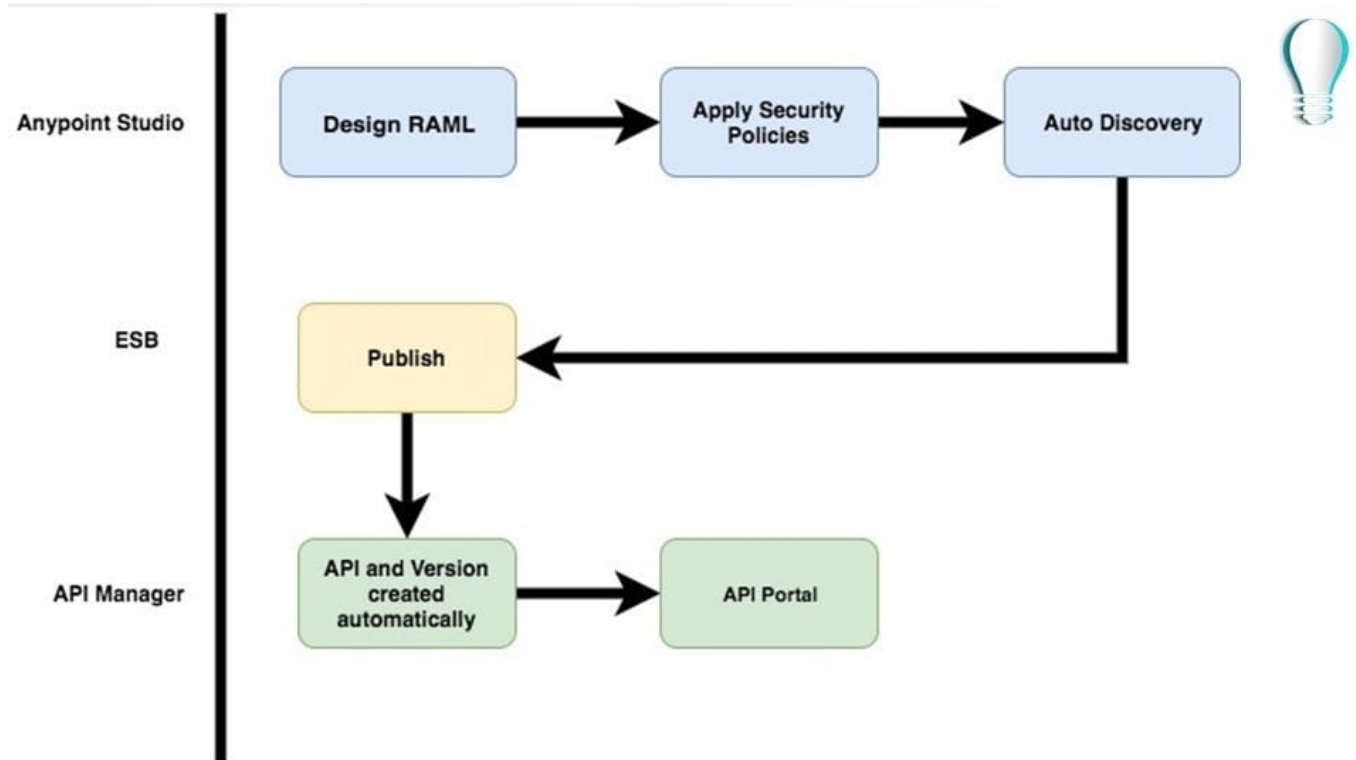 Anypoint Studio
Design RAML
Apply Security
Policies
Auto Discovery
ESB
Publish
API Manager
API and Version
created
automatically
API Portal